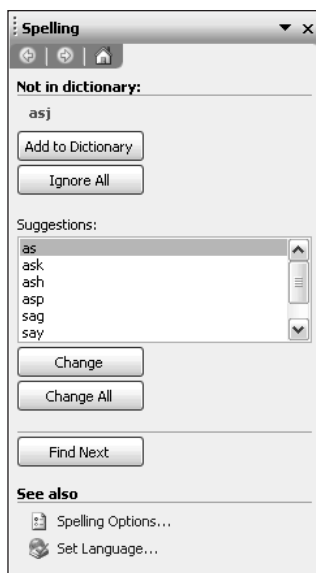 Spelling
Not in dictionary:
asj
Add to Dictionary
Ignore All
Suggestions:
as
ask
ash
asp
sag
say
Change
Change All
Find Next
See also
Spelling Options...
Set Language...